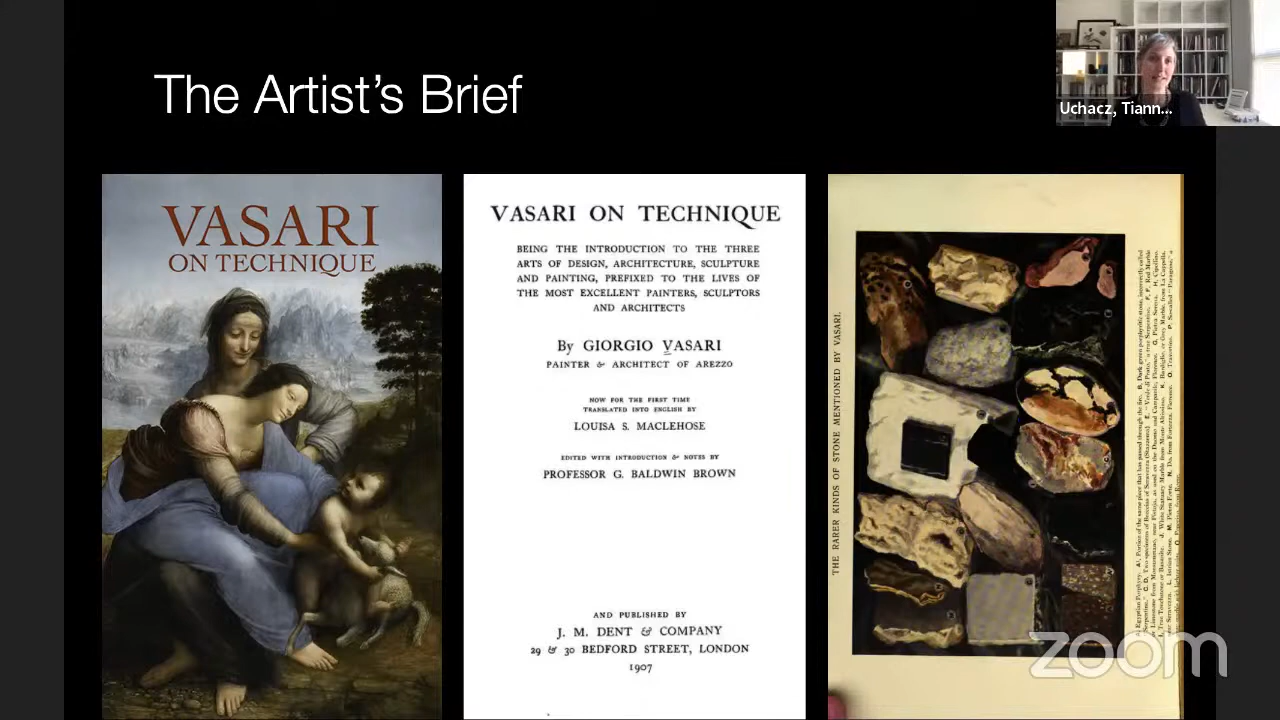 The Artist's Brief
Uchacz, Tiann...
VASARI
ON TECHNIQUE
VASARI ON TECHNIQUE
BEING THE INTRODUCTION TO THE THREE
ARTS OF DESIGN, ARCHITECTURE, SCULPTURE
AND PAINTING, PREFIXED TO THE LIVES OF
THE MOST EXCELLENT PAINTERS, SCULPTORS
AND ARCHITECTS
By GIORGIO VASARI
PAINTER & ARCHITECT OF AREZZO
NOW FOR THE FIRST TIME
TRANSLATED INTO ENGLISH BY
LOUISA S. MACLEHOSE
EDITED WITH INTRODUCTION & NOTES BY
PROFESSOR G. BALDWIN BROWN
AND PUBLISHED BY
J. M. DENT & COMPANY
29 & 30 BEDFORD STREET, LONDON
1907
THE RARER KINDS OF STONE MENTIONED BY VASARI.
zoom